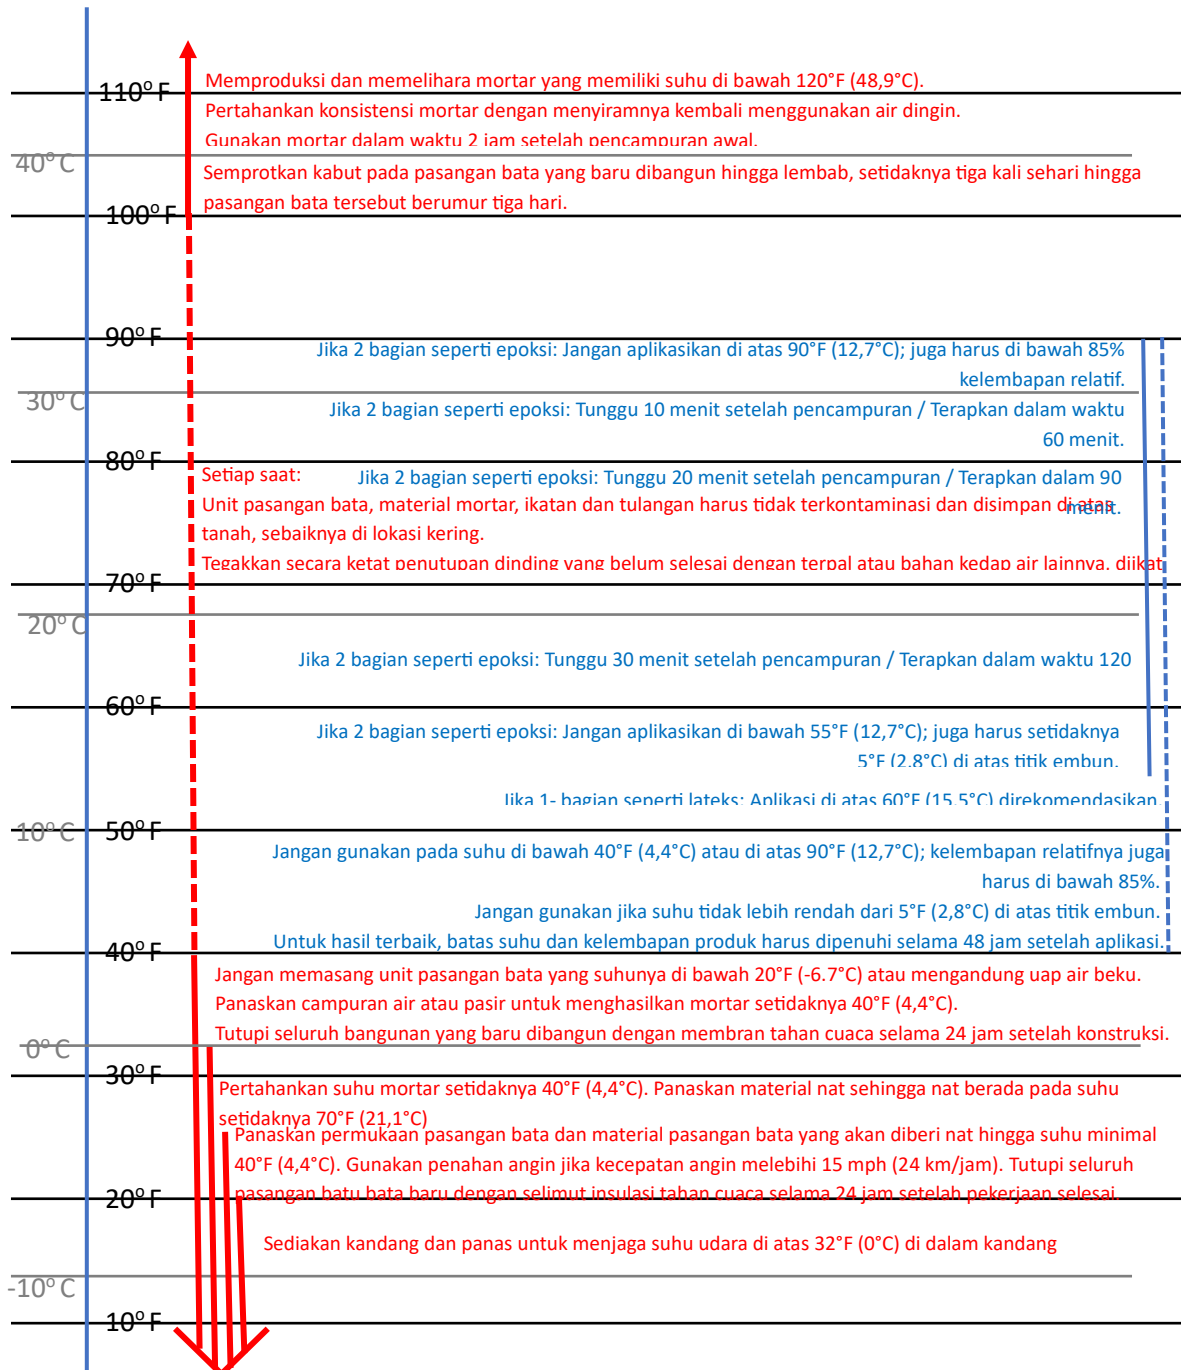 110° F
Memproduksi dan memelihara mortar yang memiliki suhu di bawah 120°F (48,9°C).
Pertahankan konsistensi mortar dengan menyiramnya kembali menggunakan air dingin.
Gunakan mortar dalam waktu 2 jam setelah pencampuran awal.
40° C
Semprotkan kabut pada pasangan bata yang baru dibangun hingga lembab, setidaknya tiga kali sehari hingga
pasangan bata tersebut berumur tiga hari.
100° F
90° F
Jika 2 bagian seperti epoksi: Jangan aplikasikan di atas 90°F (12,7°C); juga harus di bawah 85%
kelembapan relatif.
30° C
Jika 2 bagian seperti epoksi: Tunggu 10 menit setelah pencampuran / Terapkan dalam waktu
60 menit.
80° F
Setiap saat:
Jika 2 bagian seperti epoksi: Tunggu 20 menit setelah pencampuran / Terapkan dalam 90
menit.
Unit pasangan bata, material mortar, ikatan dan tulangan harus tidak terkontaminasi dan disimpan di atas
tanah, sebaiknya di lokasi kering.
Tegakkan secara ketat penutupan dinding yang belum selesai dengan terpal atau bahan kedap air lainnya, diikat
70° F
20° C
Jika 2 bagian seperti epoksi: Tunggu 30 menit setelah pencampuran / Terapkan dalam waktu 120
60° F
Jika 2 bagian seperti epoksi: Jangan aplikasikan di bawah 55°F (12,7°C); juga harus setidaknya
5°F (2,8°C) di atas titik embun.
Jika 1- bagian seperti lateks: Aplikasi di atas 60°F (15,5°C) direkomendasikan.
10° C
50° F
Jangan gunakan pada suhu di bawah 40°F (4,4°C) atau di atas 90°F (12,7°C); kelembapan relatifnya juga
harus di bawah 85%.
Jangan gunakan jika suhu tidak lebih rendah dari 5°F (2,8°C) di atas titik embun.
Untuk hasil terbaik, batas suhu dan kelembapan produk harus dipenuhi selama 48 jam setelah aplikasi.
40° F
Jangan memasang unit pasangan bata yang suhunya di bawah 20°F (-6.7°C) atau mengandung uap air beku.
Panaskan campuran air atau pasir untuk menghasilkan mortar setidaknya 40°F (4,4°C).
Tutupi seluruh bangunan yang baru dibangun dengan membran tahan cuaca selama 24 jam setelah konstruksi.
0° C
30° F
Pertahankan suhu mortar setidaknya 40°F (4,4°C). Panaskan material nat sehingga nat berada pada suhu
setidaknya 70°F (21,1°C)
Panaskan permukaan pasangan bata dan material pasangan bata yang akan diberi nat hingga suhu minimal
40°F (4,4°C). Gunakan penahan angin jika kecepatan angin melebihi 15 mph (24 km/jam). Tutupi seluruh
pasangan batu bata baru dengan selimut insulasi tahan cuaca selama 24 jam setelah pekerjaan selesai.
20° F
Sediakan kandang dan panas untuk menjaga suhu udara di atas 32°F (0°C) di dalam kandang
-10° C
10° F